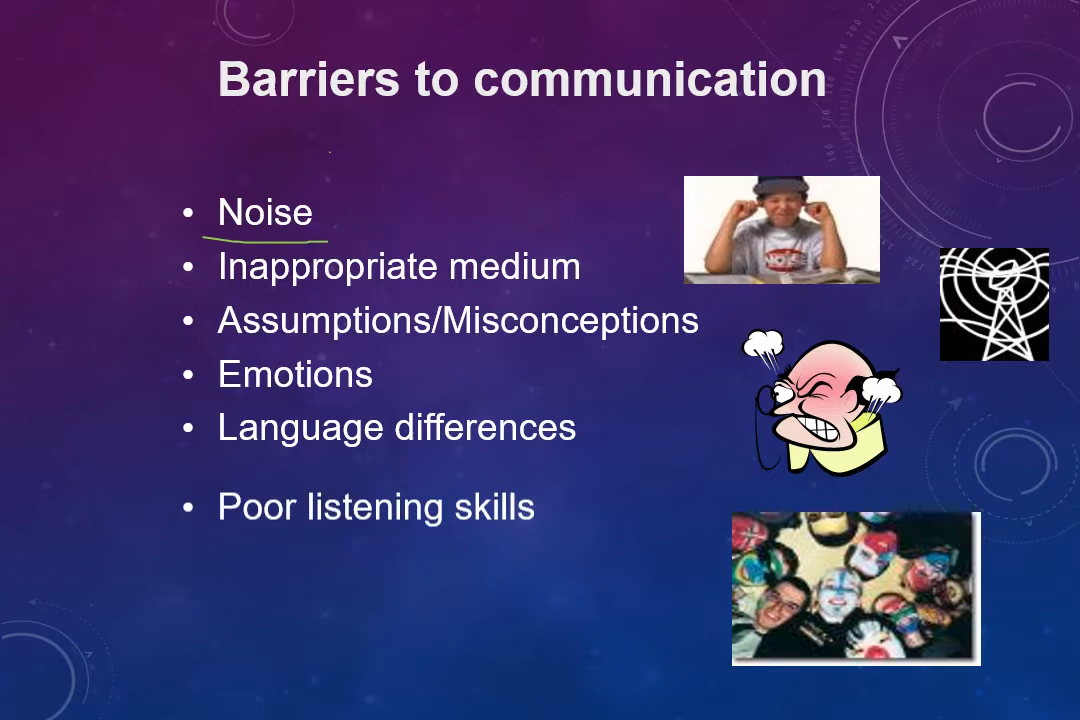 Barriers to communication
• Noise
• Inappropriate medium
• Assumptions/Misconceptions
• Emotions
• Language differences
• Poor listening skills